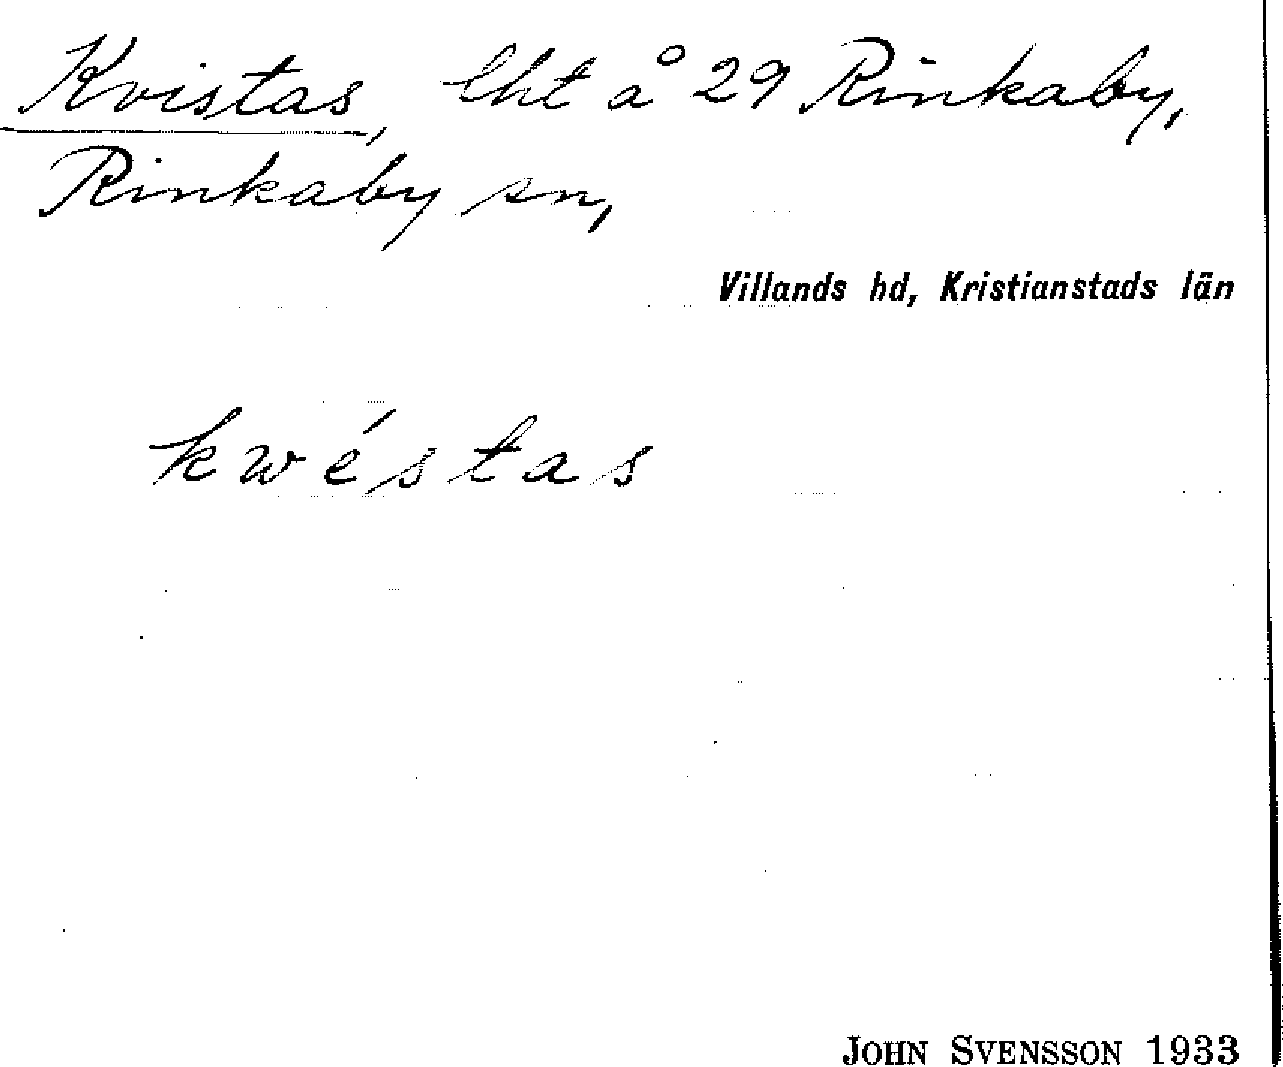 Kvistas, lht å 29 Rinkaby,
Rinkaby sn,
Villands hd, Kristianstads län
kwéstas
JOHN SVENSSON 1933